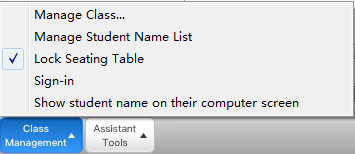 Manage Class...
Manage Student Name List
Lock Seating Table
Sign-in
Show student name on their computer screen
Class
Management
Assistant
Tools